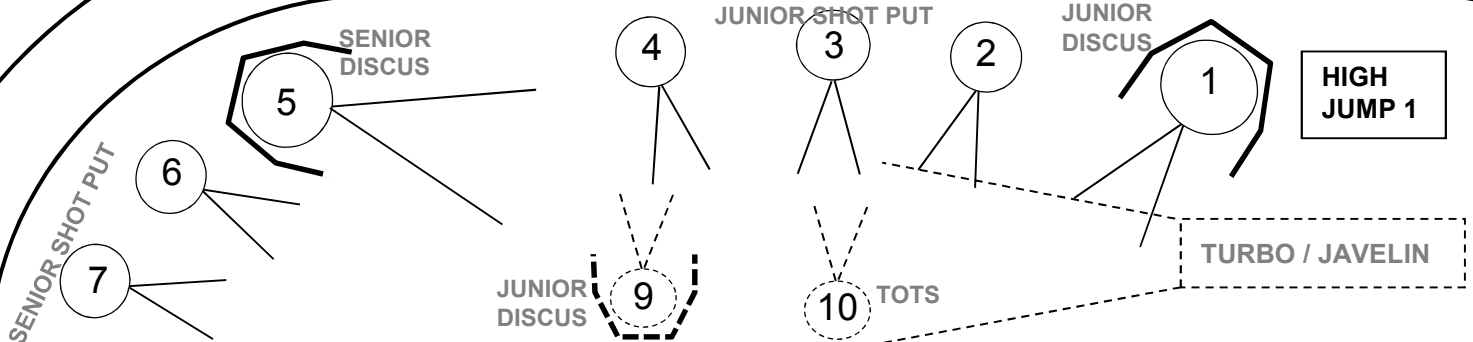 JUNIOR SHOT PUT
JUNIOR
DISCUS
SENIOR
DISCUS
4
3
2
1
HIGH
JUMP 1
5
6
SENIOR SHOT PUT
7
JUNIOR
DISCUS
9
10
TOTS
TURBO / JAVELIN